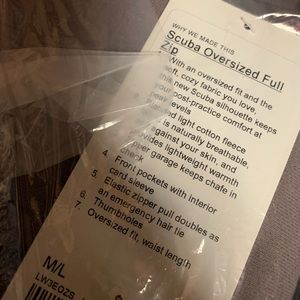 WHY WE MADE THIS
Scuba Oversized Full
Zip
With an oversized fit and the
soft, cozy fabric you love,
this new Scuba silhouette keeps
your post-practice comfort at
levels
light cotton fleece
is naturally breathable,
against your skin, and
provides lightweight warmth
garage keeps chafe in
check
4. Front pockets with interior
card sleeve
5. Elastic zipper pull doubles as
an emergency hair tie
6. Thumbholes
7. Oversized fit, waist length
M/L
LW3EOZS